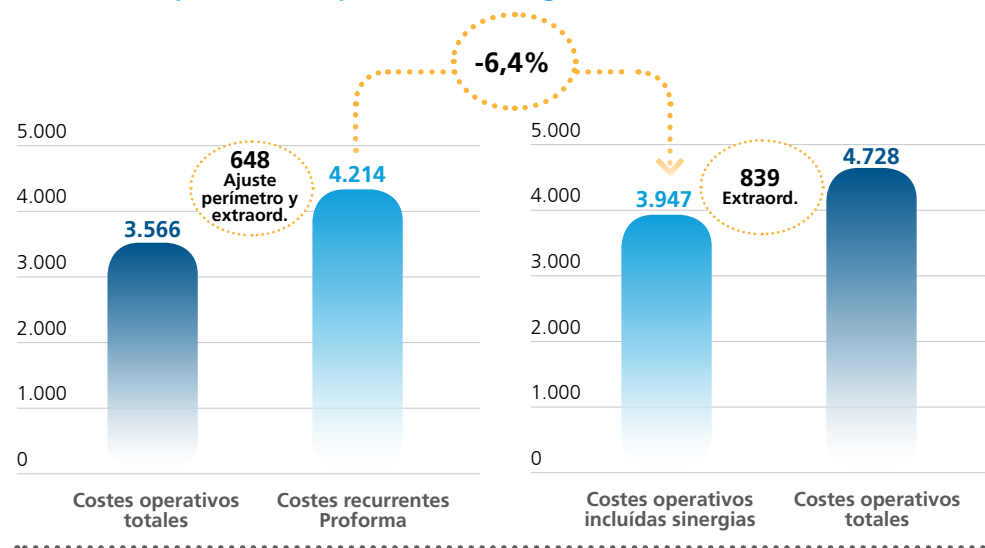 -6,4%
5.000
4.000
3.000
2.000
1.000
0
648
Ajuste
perímetro y
extraord.
3.566
4.214
Costes operativos
totales
Costes recurrentes
Proforma
5.000
4.000
3.000
2.000
1.000
0
3.947
839
Extraord.
4.728
Costes operativos
incluídas sinergias
Costes operativos
totales